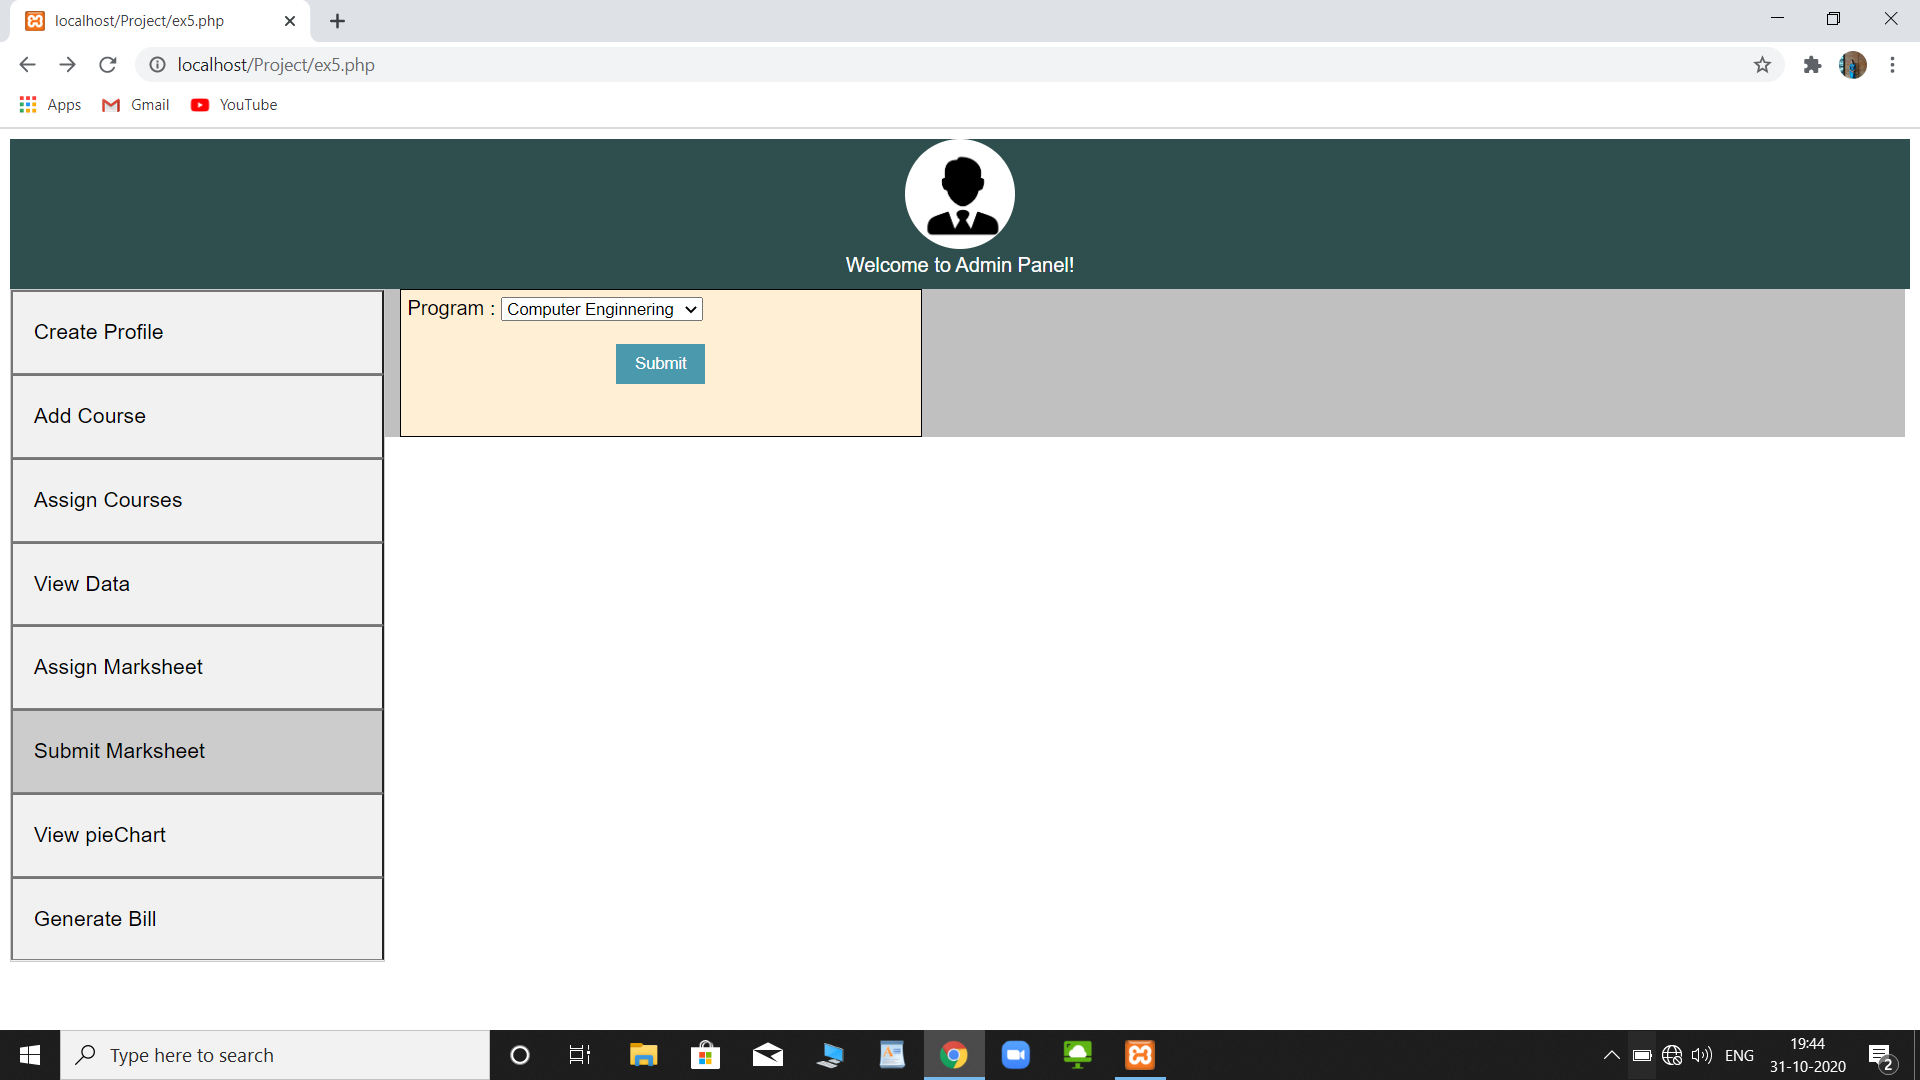 localhost/Project/ex5.php
localhost/Project/ex5.php
Apps Gmail YouTube
Welcome to Admin Panel!
Create Profile
Add Course
Assign Courses
View Data
Assign Marksheet
Submit Marksheet
View pieChart
Generate Bill
Program : Computer Enginnering
Submit
Type here to search
ENG
19:44
31-10-2020
2